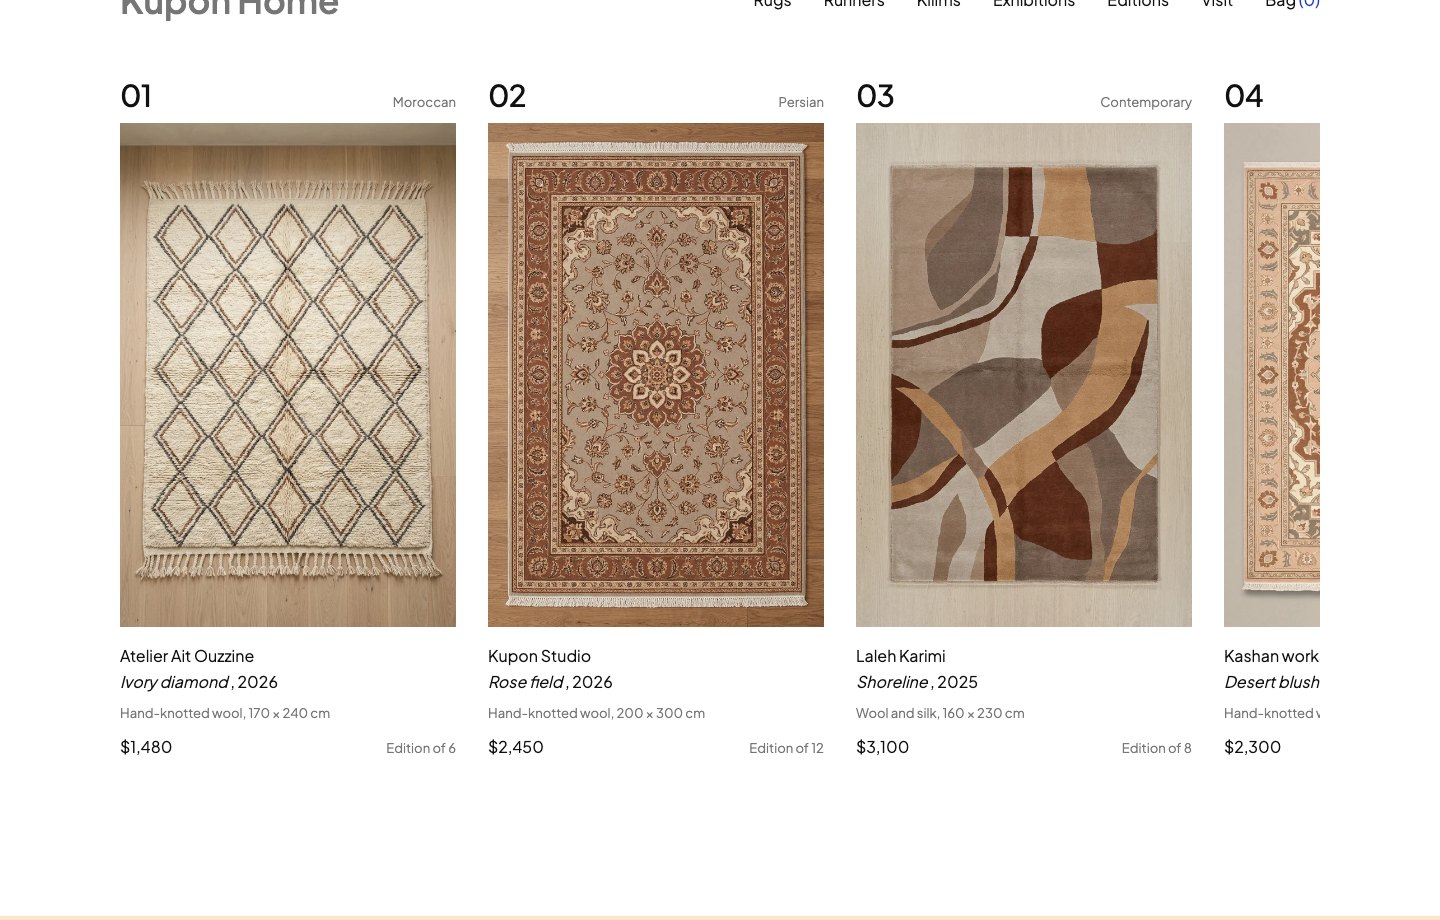 Kupon Home
Rugs Runners Kilims Exhibitions Editions Visit Bag (0)
01 Moroccan
02 Persian
03 Contemporary
04
Atelier Ait Ouzzine
Ivory diamond , 2026
Hand-knotted wool, 170 × 240 cm
$1,480 Edition of 6
Kupon Studio
Rose field , 2026
Hand-knotted wool, 200 × 300 cm
$2,450 Edition of 12
Laleh Karimi
Shoreline , 2025
Wool and silk, 160 × 230 cm
$3,100 Edition of 8
Kashan work
Desert blush
Hand-knotted
$2,300